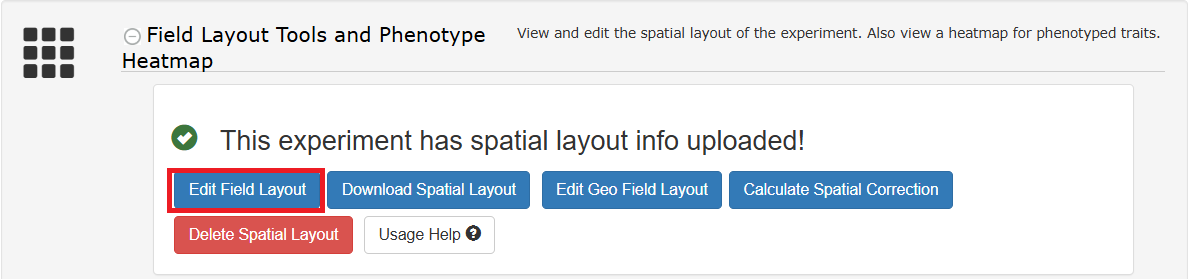 Field Layout Tools and Phenotype
Heatmap
View and edit the spatial layout of the experiment. Also view a heatmap for phenotyped traits.
This experiment has spatial layout info uploaded!
Edit Field Layout Download Spatial Layout Edit Geo Field Layout Calculate Spatial Correction
Delete Spatial Layout Usage Help ?